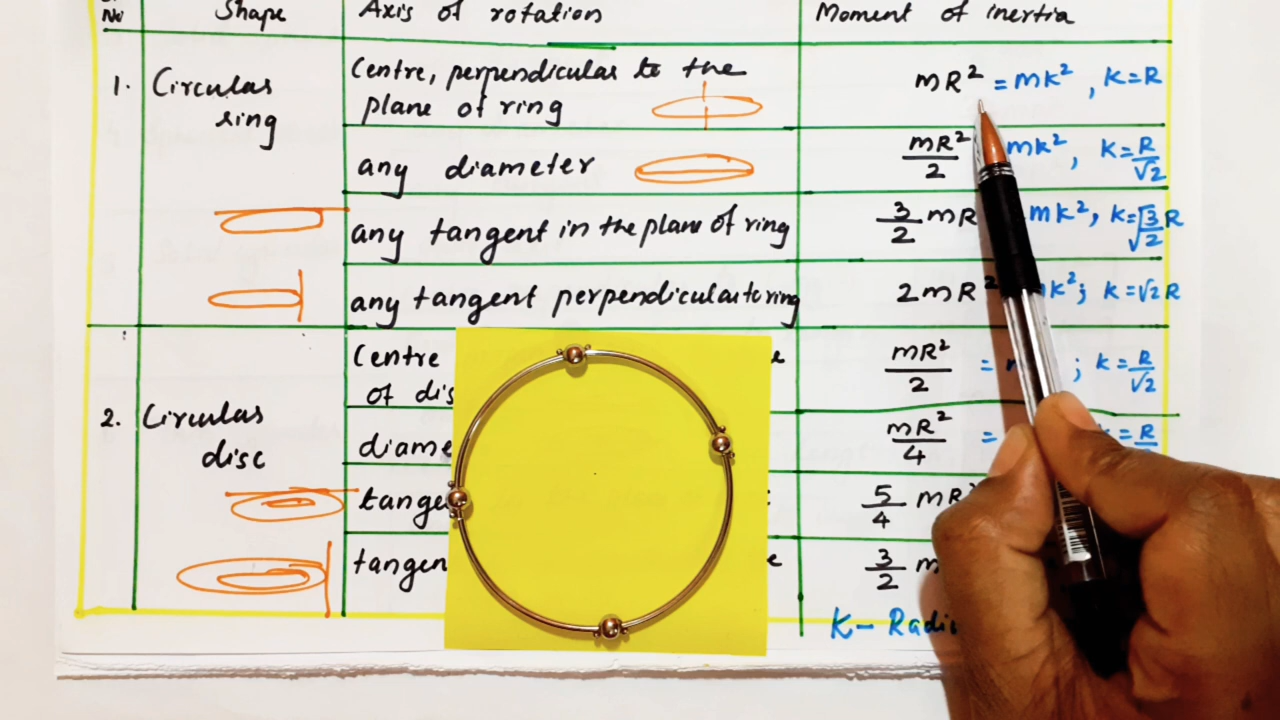 No Shape Axis of rotation Moment of inertia
1. Circular ring
Centre, perpendicular to the
plane of ring
mR² = mk², K=R
any diameter
mR²/2 mk², K=R/√2
any tangent in the plane of ring
3/2 mR mk², K=√3/√2 R
any tangent perpendicular to ring
2mR² mk²; K=√2R
2. Circular disc
Centre
of dis
mR²/2 = ; K=R/√2
diame
mR²/4 = K=R
tange
5/4 mR²
tangen
3/2 m
K- Radi